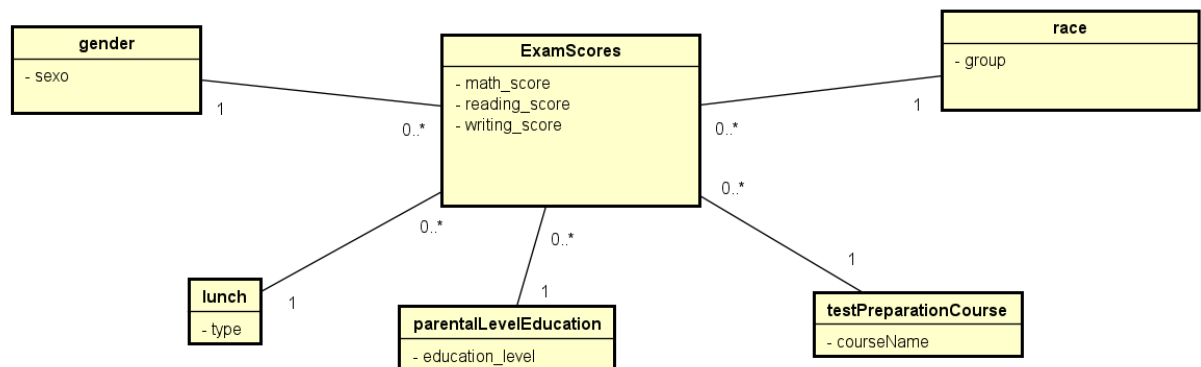 gender
- sexo
1
0..*
ExamScores
- math_score
- reading_score
- writing_score
race
- group
1
0..*
0..*
0..*
0..*
lunch
- type
1
parentalLevelEducation
- education_level
1
testPreparationCourse
- courseName
1